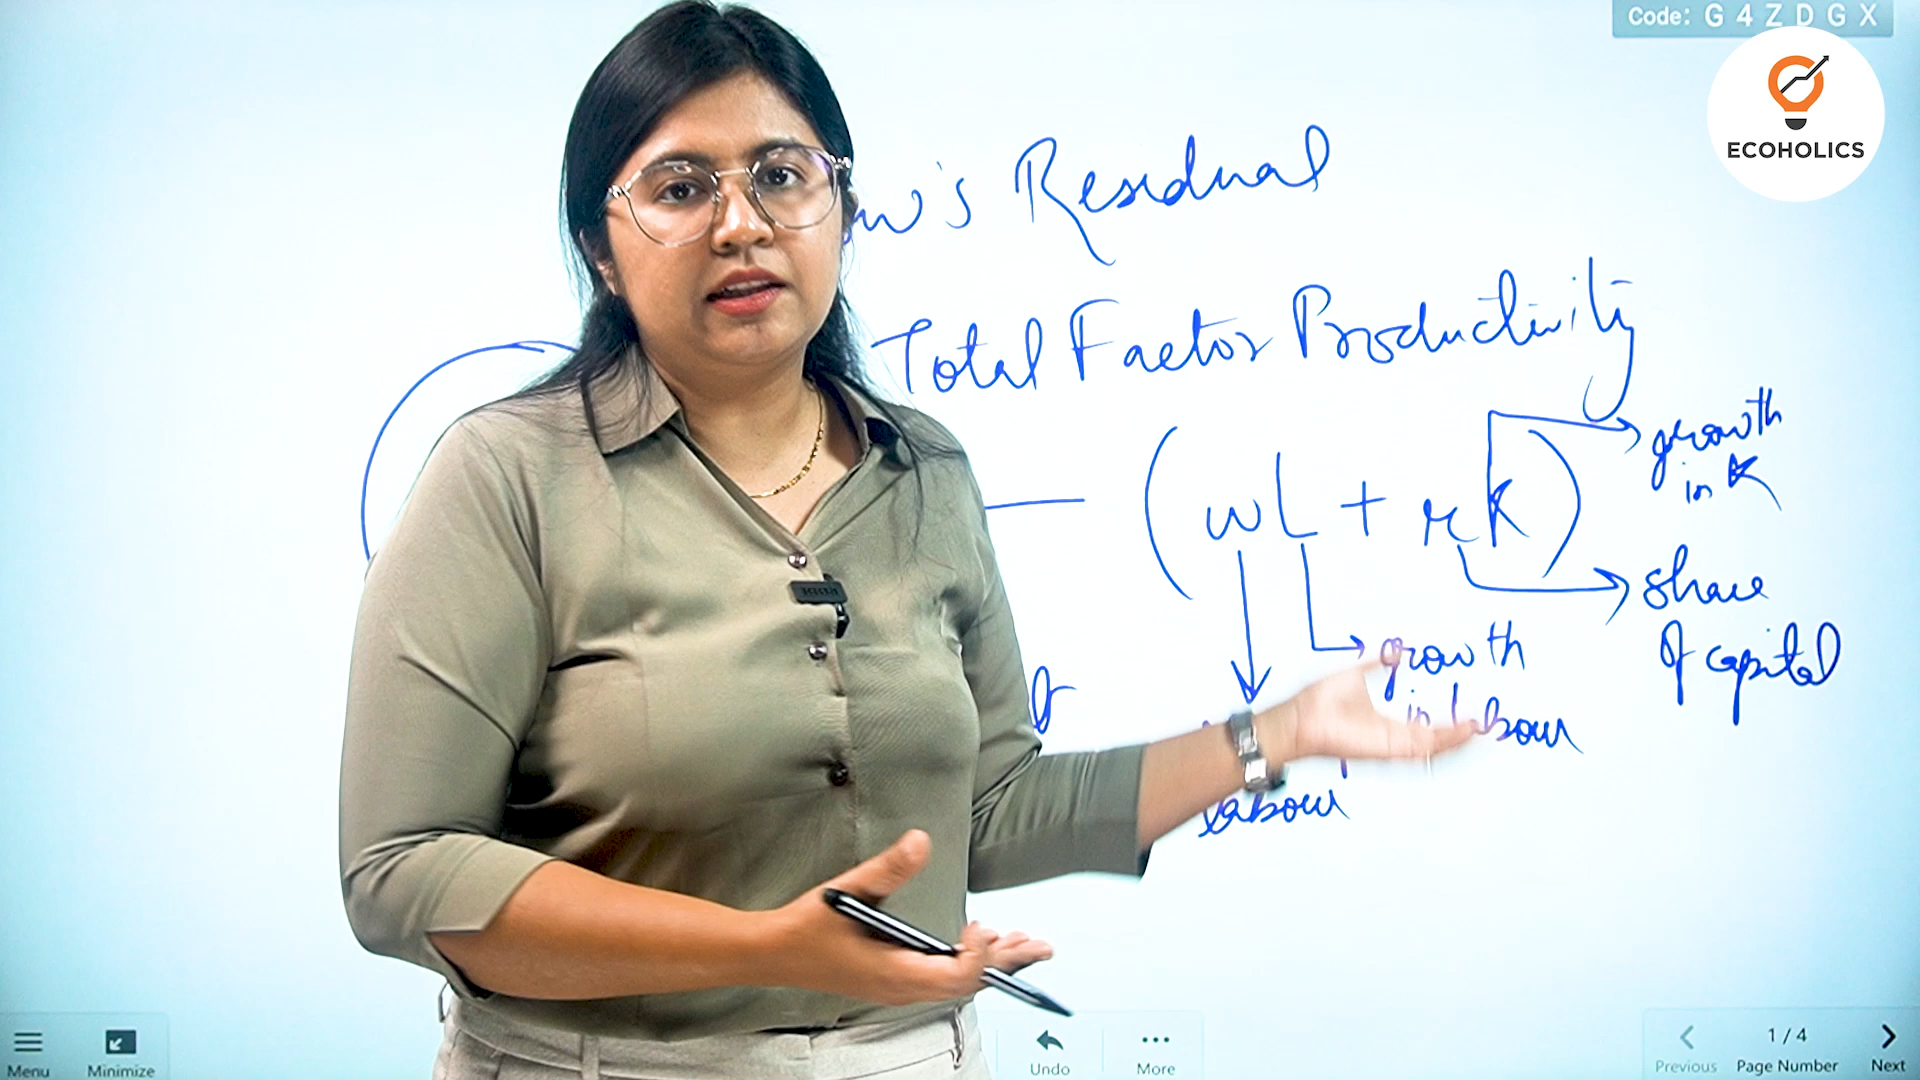 Code: G 4 Z D G X
ECOHOLICS
w's Residual
Total Factor Productivity
— (wL + rK)
growth
in K
share
of capital
growth
in labour
labour
Menu
Minimize
Undo
More
Previous
1 / 4
Page Number
Next